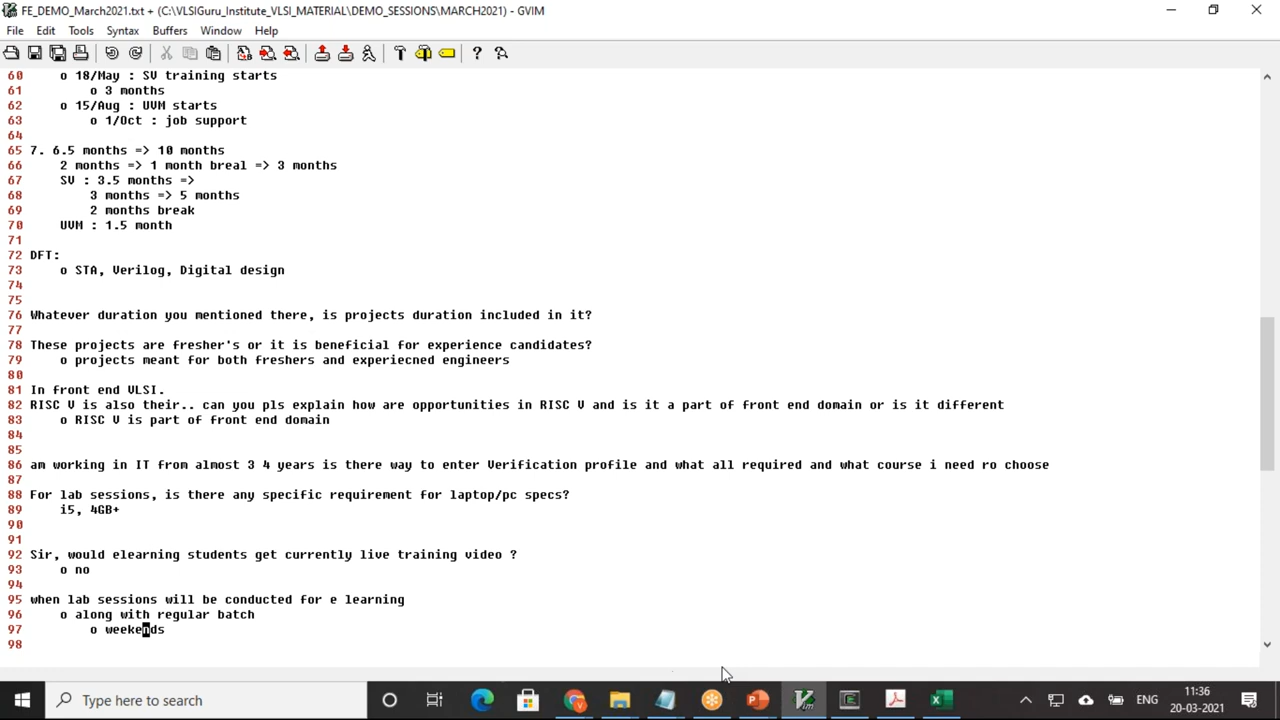 FE_DEMO_March2021.txt + (C:\VLSIGuru_Institute_VLSI_MATERIAL\DEMO_SESSIONS\MARCH2021) - GVIM
File Edit Tools Syntax Buffers Window Help
60 o 18/May : SV training starts
61 o 3 months
62 o 15/Aug : UVM starts
63 o 1/Oct : job support
64
65 7. 6.5 months => 10 months
66 2 months => 1 month breal => 3 months
67 SV : 3.5 months =>
68 3 months => 5 months
69 2 months break
70 UVM : 1.5 month
71
72 DFT:
73 o STA, Verilog, Digital design
74
75
76 Whatever duration you mentioned there, is projects duration included in it?
77
78 These projects are fresher's or it is beneficial for experience candidates?
79 o projects meant for both freshers and experiecned engineers
80
81 In front end VLSI.
82 RISC V is also their.. can you pls explain how are opportunities in RISC V and is it a part of front end domain or is it different
83 o RISC V is part of front end domain
84
85
86 am working in IT from almost 3 4 years is there way to enter Verification profile and what all required and what course i need ro choose
87
88 For lab sessions, is there any specific requirement for laptop/pc specs?
89 i5, 4GB+
90
91
92 Sir, would elearning students get currently live training video ?
93 o no
94
95 when lab sessions will be conducted for e learning
96 o along with regular batch
97 o weekends
98
Type here to search
ENG
11:36
20-03-2021